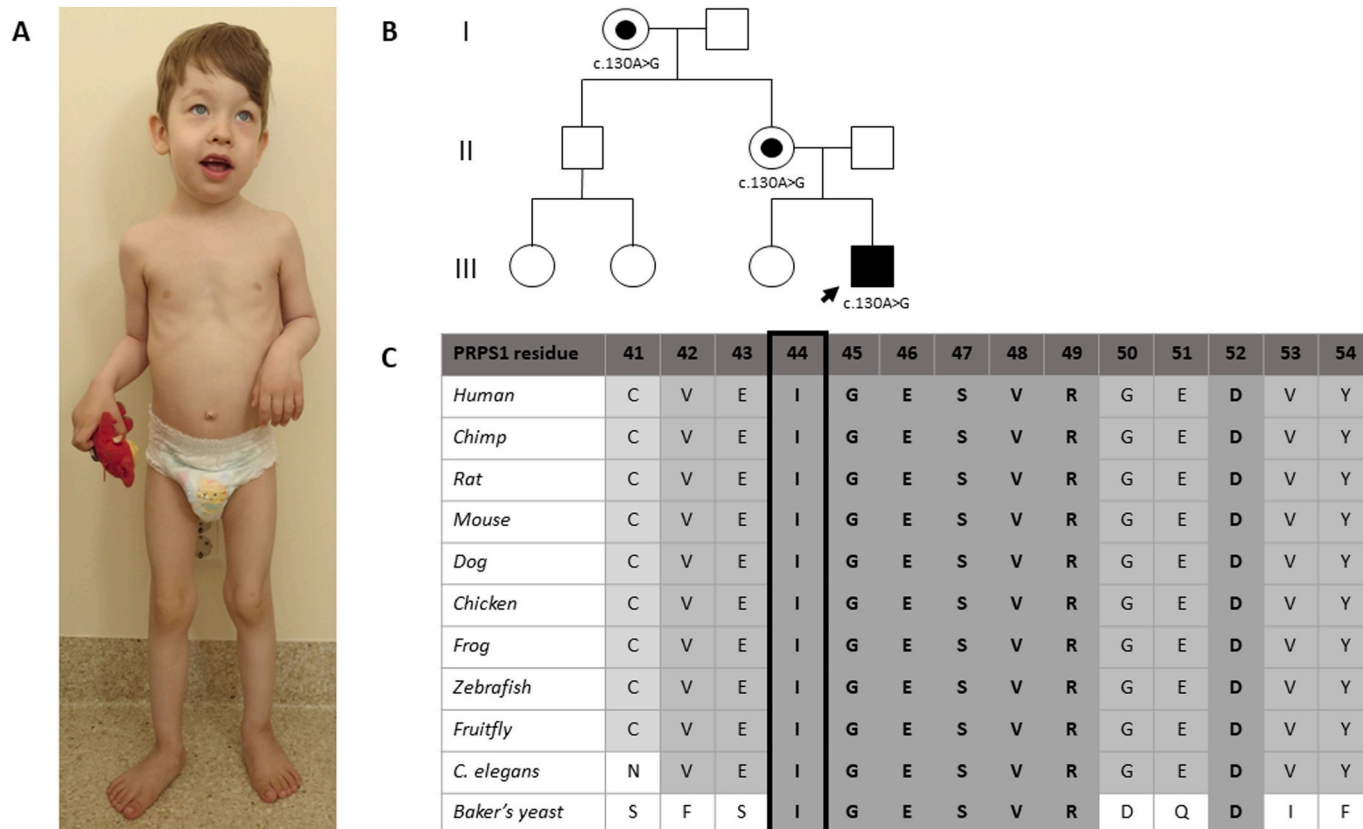 A
B
I
c.130A>G
II
c.130A>G
III
c.130A>G
C
PRPS1 residue 41 42 43 44 45 46 47 48 49 50 51 52 53 54
Human C V E I G E S V R G E D V Y
Chimp C V E I G E S V R G E D V Y
Rat C V E I G E S V R G E D V Y
Mouse C V E I G E S V R G E D V Y
Dog C V E I G E S V R G E D V Y
Chicken C V E I G E S V R G E D V Y
Frog C V E I G E S V R G E D V Y
Zebrafish C V E I G E S V R G E D V Y
Fruitfly C V E I G E S V R G E D V Y
C. elegans N V E I G E S V R G E D V Y
Baker's yeast S F S I G E S V R D Q D I F